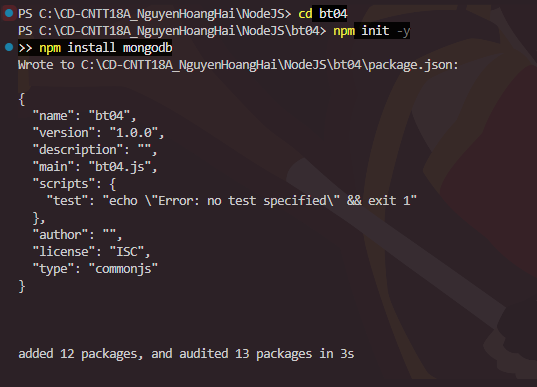 PS C:\CD-CNTT18A_NguyenHoangHai\NodeJS> cd bt04
PS C:\CD-CNTT18A_NguyenHoangHai\NodeJS\bt04> npm init -y
>> npm install mongodb
Wrote to C:\CD-CNTT18A_NguyenHoangHai\NodeJS\bt04\package.json:
{
  "name": "bt04",
  "version": "1.0.0",
  "description": "",
  "main": "bt04.js",
  "scripts": {
    "test": "echo \"Error: no test specified\" && exit 1"
  },
  "author": "",
  "license": "ISC",
  "type": "commonjs"
}
added 12 packages, and audited 13 packages in 3s